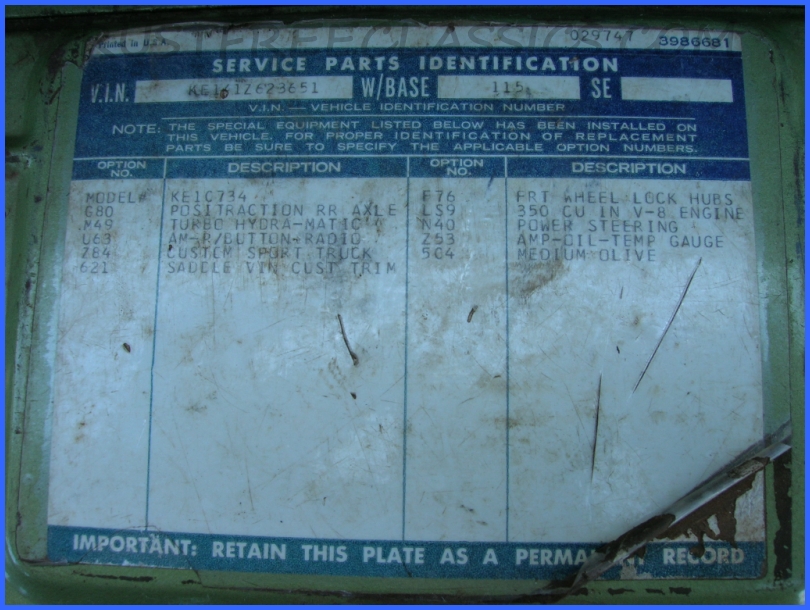 Printed in U.S.A. 029747 3986681
SERVICE PARTS IDENTIFICATION
V.I.N. KE161Z623651 W/BASE 115 SE
V.I.N. — VEHICLE IDENTIFICATION NUMBER
NOTE: THE SPECIAL EQUIPMENT LISTED BELOW HAS BEEN INSTALLED ON
THIS VEHICLE. FOR PROPER IDENTIFICATION OF REPLACEMENT
PARTS BE SURE TO SPECIFY THE APPLICABLE OPTION NUMBERS.
OPTION NO. DESCRIPTION OPTION NO. DESCRIPTION
MODEL# KE10734 F76 FRT WHEEL LOCK HUBS
G80 POSITRACTION RR AXLE LS9 350 CU IN V-8 ENGINE
M49 TURBO HYDRA-MATIC N40 POWER STEERING
U63 AM-P/BUTTON-RADIO Z53 AMP-OIL-TEMP GAUGE
Z84 CUSTOM SPORT TRUCK 504 MEDIUM OLIVE
621 SADDLE VIN CUST TRIM
IMPORTANT: RETAIN THIS PLATE AS A PERMANENT RECORD